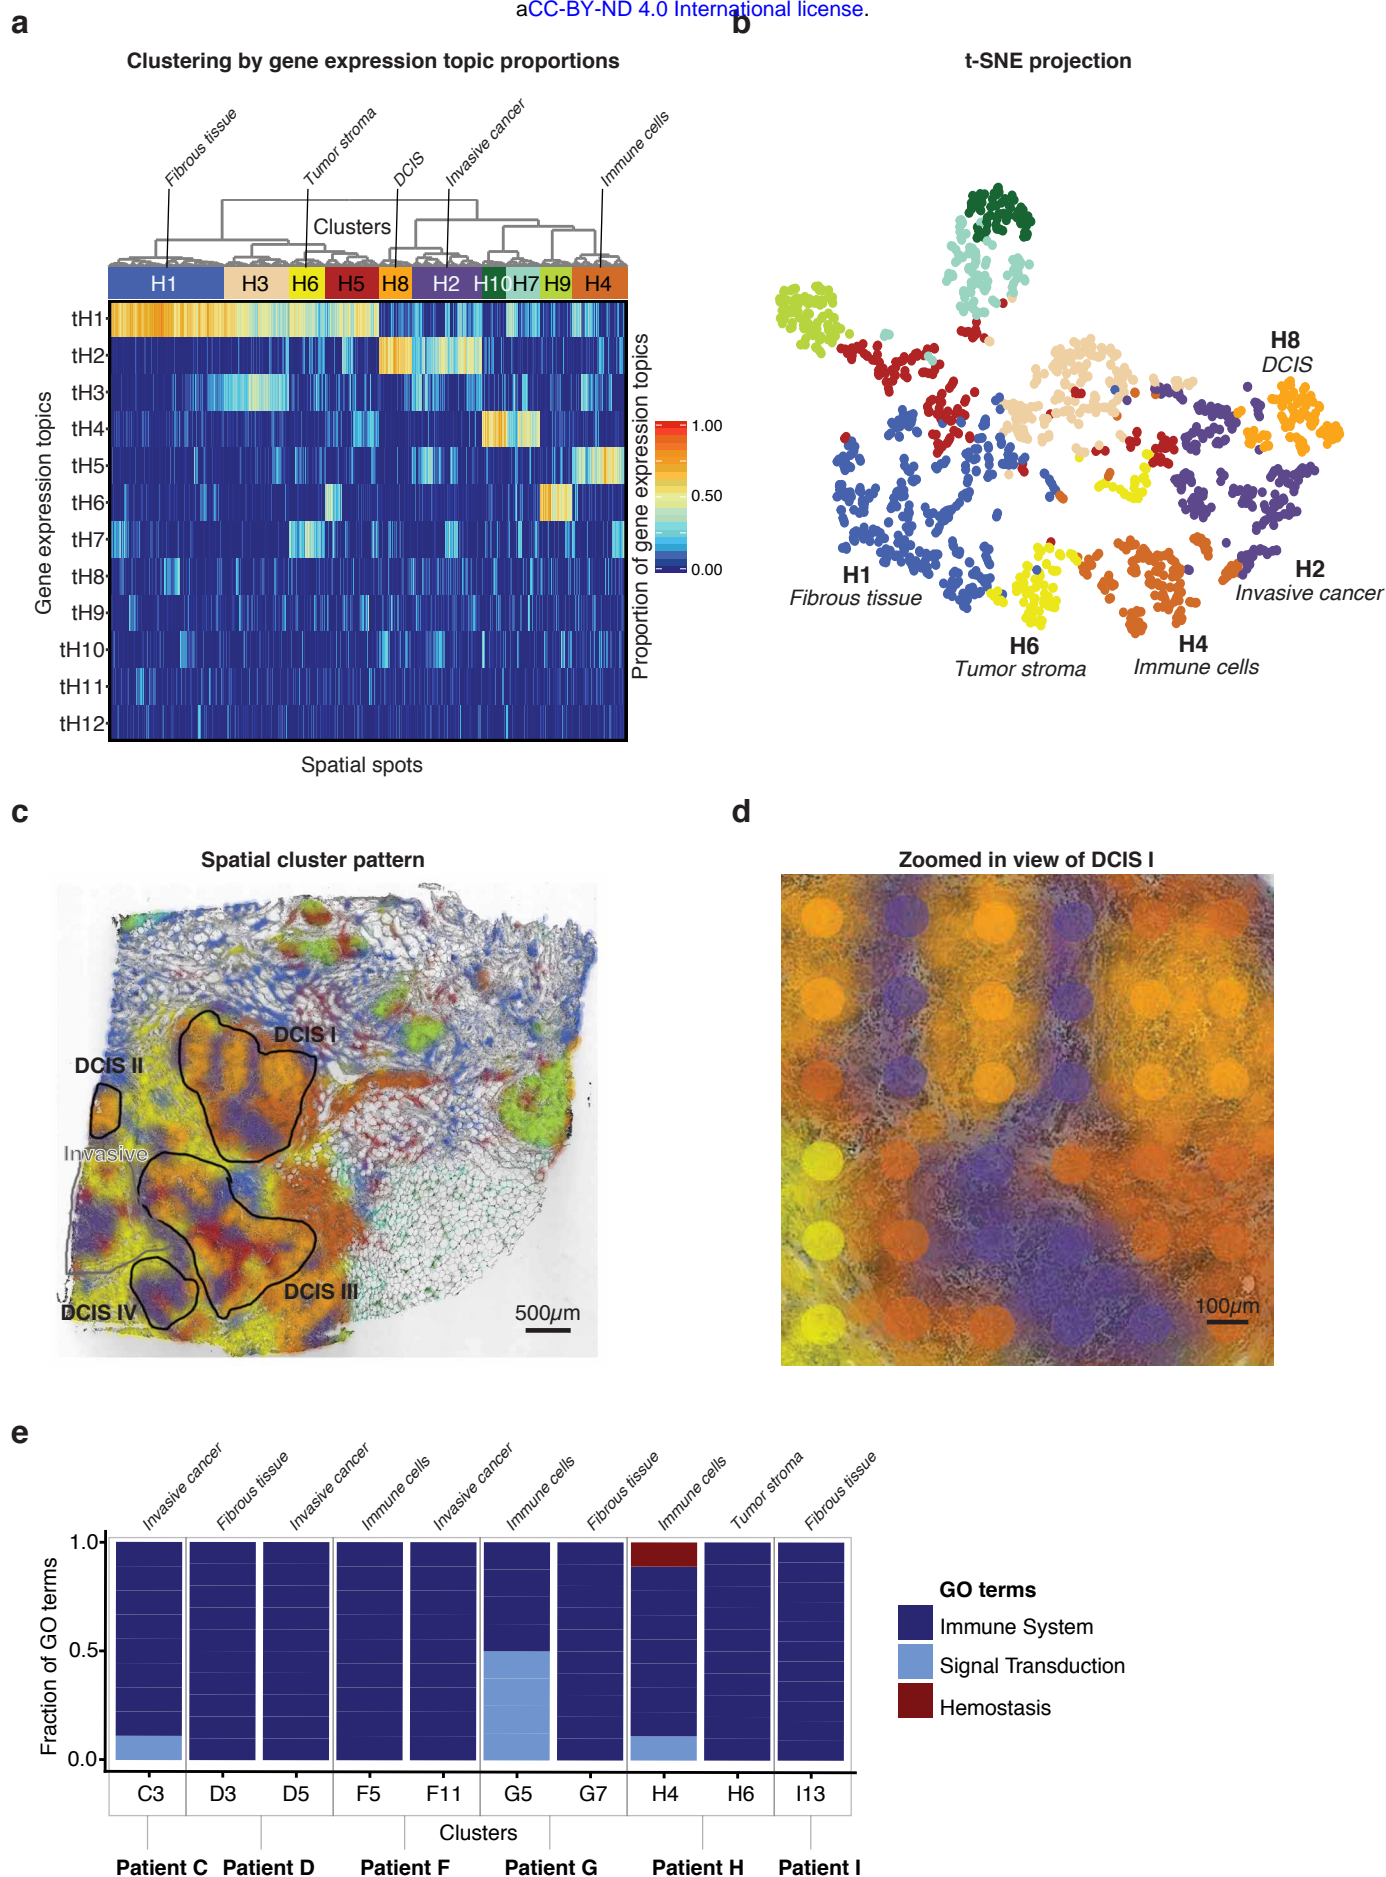 aCC-BY-ND 4.0 International license.
a
Clustering by gene expression topic proportions
Fibrous tissue
Tumor stroma
DCIS
Invasive cancer
Immune cells
Clusters
H1 H3 H6 H5 H8 H2 H10 H7 H9 H4
Gene expression topics
tH1
tH2
tH3
tH4
tH5
tH6
tH7
tH8
tH9
tH10
tH11
tH12
Spatial spots
Proportion of gene expression topics
1.00
0.50
0.00
b
t-SNE projection
H8
DCIS
H1
Fibrous tissue
H2
Invasive cancer
H6
Tumor stroma
H4
Immune cells
c
Spatial cluster pattern
DCIS I
DCIS II
Invasive
DCIS III
DCIS IV
500µm
d
Zoomed in view of DCIS I
100µm
e
Invasive cancer
Fibrous tissue
Invasive cancer
Immune cells
Invasive cancer
Immune cells
Fibrous tissue
Immune cells
Tumor stroma
Fibrous tissue
Fraction of GO terms
1.0
0.5
0.0
C3 D3 D5 F5 F11 G5 G7 H4 H6 I13
Clusters
Patient C Patient D Patient F Patient G Patient H Patient I
GO terms
Immune System
Signal Transduction
Hemostasis